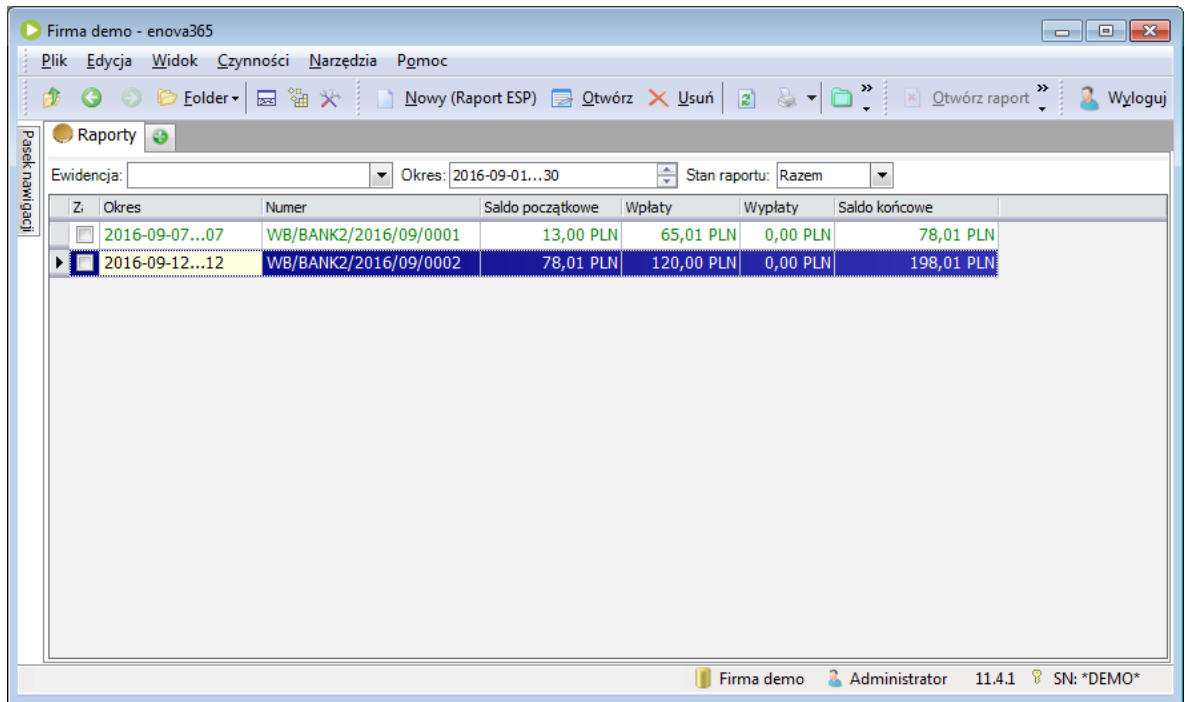 Firma demo - enova365
Plik Edycja Widok Czynności Narzędzia Pomoc
Folder Nowy (Raport ESP) Otwórz Usuń » Otwórz raport » Wyloguj
Pasek nawigacji
Raporty
Ewidencja: Okres: 2016-09-01...30 Stan raportu: Razem
Z Okres Numer Saldo początkowe Wpłaty Wypłaty Saldo końcowe
2016-09-07...07 WB/BANK2/2016/09/0001 13,00 PLN 65,01 PLN 0,00 PLN 78,01 PLN
2016-09-12...12 WB/BANK2/2016/09/0002 78,01 PLN 120,00 PLN 0,00 PLN 198,01 PLN
Firma demo Administrator 11.4.1 SN: *DEMO*